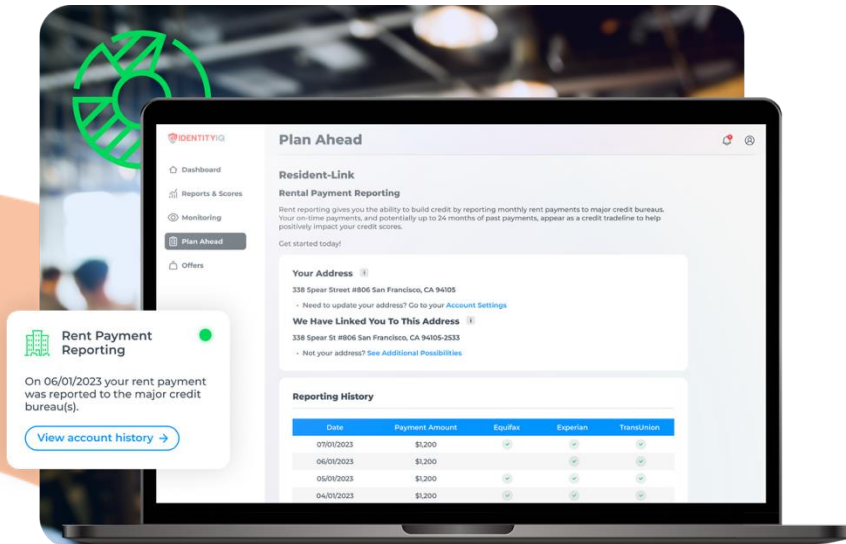 IDENTITYIQ
Plan Ahead
Dashboard
Reports & Scores
Monitoring
Plan Ahead
Offers
Resident-Link
Rental Payment Reporting
Rent reporting gives you the ability to build credit by reporting monthly rent payments to major credit bureaus.
Your on-time payments, and potentially up to 24 months of past payments, appear as a credit tradeline to help
positively impact your credit scores.
Get started today!
Your Address i
338 Spear Street #806 San Francisco, CA 94105
• Need to update your address? Go to your Account Settings
We Have Linked You To This Address i
338 Spear St #806 San Francisco, CA 94105-2533
• Not your address? See Additional Possibilities
Rent Payment
Reporting
On 06/01/2023 your rent payment
was reported to the major credit
bureau(s).
View account history →
Reporting History
Date Payment Amount Equifax Experian TransUnion
07/01/2023 $1,200
06/01/2023 $1,200
05/01/2023 $1,200
04/01/2023 $1,200